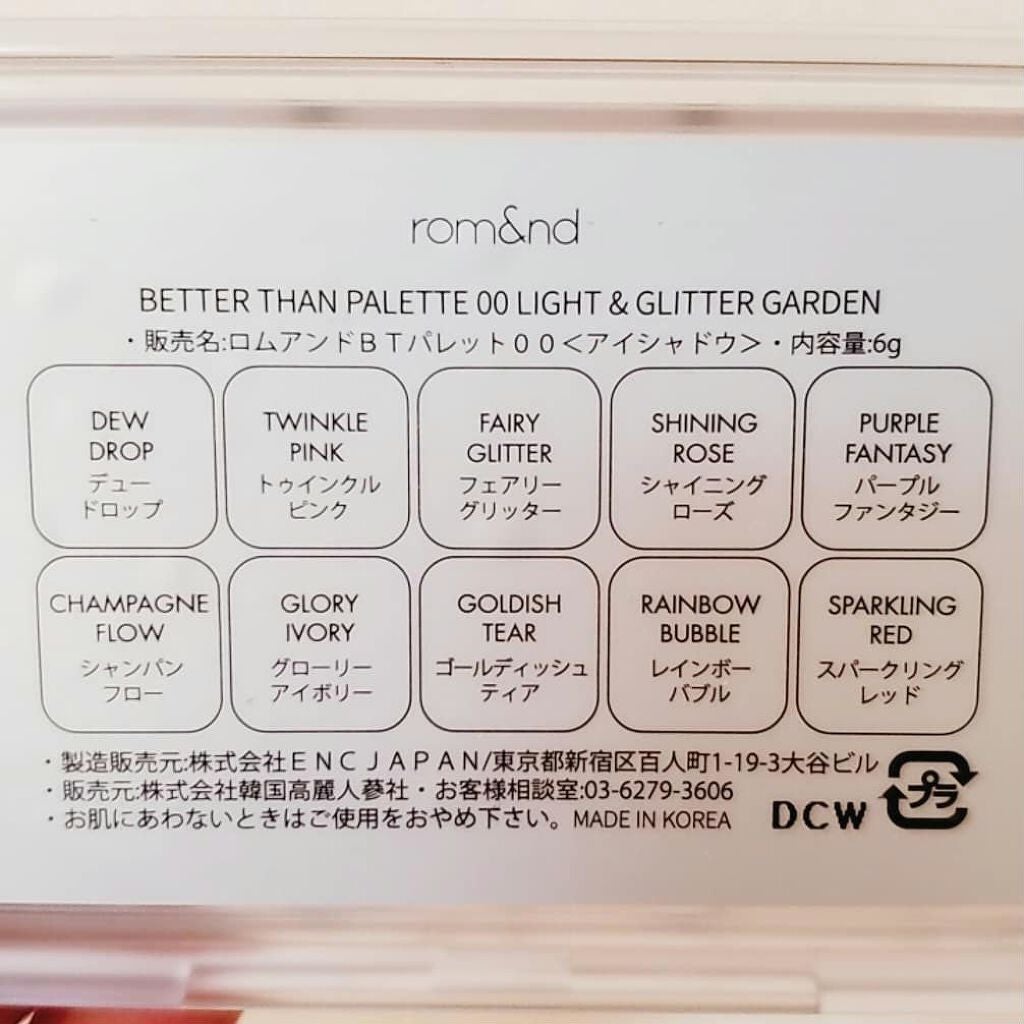 rom&nd
BETTER THAN PALETTE 00 LIGHT & GLITTER GARDEN
・販売名:ロムアンドＢＴパレット００＜アイシャドウ＞・内容量:6g
DEW
DROP
デュー
ドロップ
TWINKLE
PINK
トゥインクル
ピンク
FAIRY
GLITTER
フェアリー
グリッター
SHINING
ROSE
シャイニング
ローズ
PURPLE
FANTASY
パープル
ファンタジー
CHAMPAGNE
FLOW
シャンパン
フロー
GLORY
IVORY
グローリー
アイボリー
GOLDISH
TEAR
ゴールディッシュ
ティア
RAINBOW
BUBBLE
レインボー
バブル
SPARKLING
RED
スパークリング
レッド
・製造販売元:株式会社ＥＮＣＪＡＰＡＮ/東京都新宿区百人町1-19-3大谷ビル
・販売元:株式会社韓国高麗人蔘社・お客様相談室:03-6279-3606
・お肌にあわないときはご使用をおやめ下さい。MADE IN KOREA
DCW
プラ